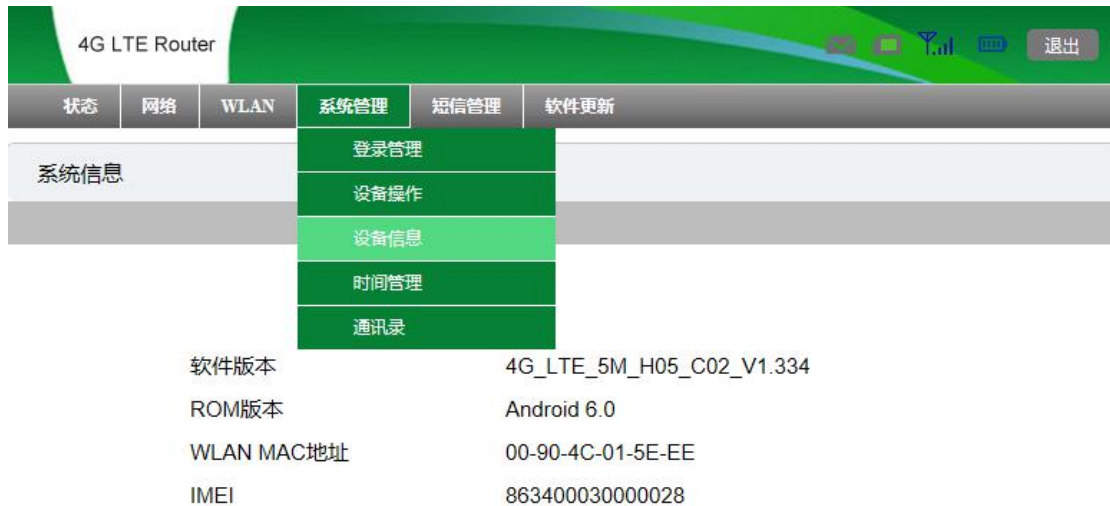 4G LTE Router
退出
状态 网络 WLAN 系统管理 短信管理 软件更新
登录管理
系统信息
设备操作
设备信息
时间管理
通讯录
软件版本 4G_LTE_5M_H05_C02_V1.334
ROM版本 Android 6.0
WLAN MAC地址 00-90-4C-01-5E-EE
IMEI 863400030000028